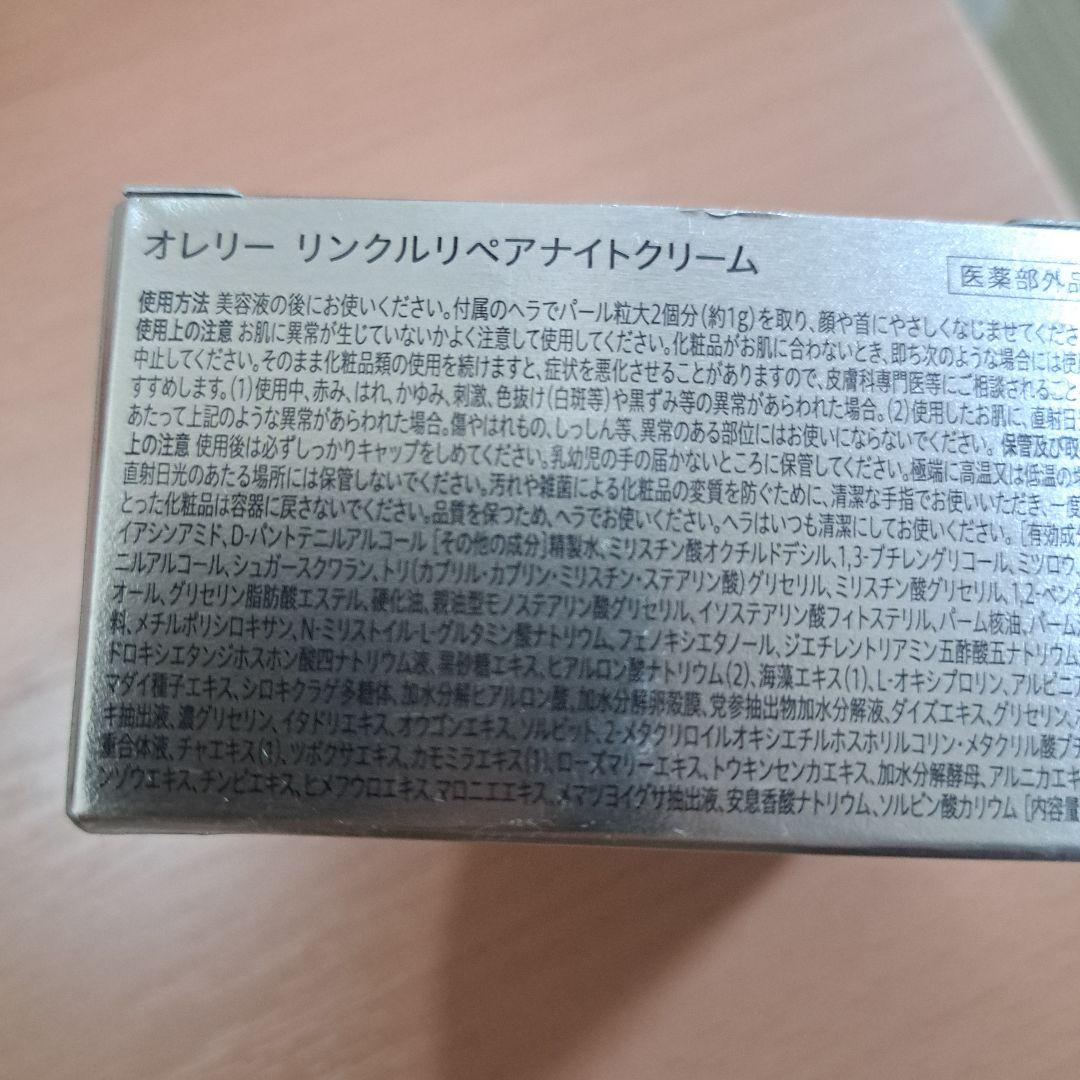 オレリー リンクルリペアナイトクリーム
医薬部外品
使用方法 美容液の後にお使いください。付属のヘラでパール粒大2個分(約1g)を取り、顔や首にやさしくなじませてくださ
使用上の注意 お肌に異常が生じていないかよく注意して使用してください。化粧品がお肌に合わないとき、即ち次のような場合には使
中止してください。そのまま化粧品類の使用を続けますと、症状を悪化させることがありますので、皮膚科専門医等にご相談されること
すすめします。(1)使用中、赤み、はれ、かゆみ、刺激、色抜け(白斑等)や黒ずみ等の異常があらわれた場合。(2)使用したお肌に、直射日
あたって上記のような異常があらわれた場合。傷やはれもの、しっしん等、異常のある部位にはお使いにならないでください。 保管及び取
上の注意 使用後は必ずしっかりキャップをしめてください。乳幼児の手の届かないところに保管してください。極端に高温又は低温の
直射日光のあたる場所には保管しないでください。汚れや雑菌による化粧品の変質を防ぐために、清潔な手指でお使いいただき、一度
とった化粧品は容器に戻さないでください。品質を保つため、ヘラでお使いください。ヘラはいつも清潔にしてお使いください。 [有効成
イアシンアミド、D-パントテニルアルコール [その他の成分]精製水、ミリスチン酸オクチルドデシル、1,3-ブチレングリコール、ミツロウ、
ニルアルコール、シュガースクワラン、トリ(カプリル・カプリン・ミリスチン・ステアリン酸)グリセリル、ミリスチン酸グリセリル、1,2-ペンタ
オール、グリセリン脂肪酸エステル、硬化油、親油型モノステアリン酸グリセリル、イソステアリン酸フィトステリル、パーム核油、パーム
料、メチルポリシロキサン、N-ミリストイル-L-グルタミン酸ナトリウム、フェノキシエタノール、ジエチレントリアミン五酢酸五ナトリウム
ドロキシエタンジホスホン酸四ナトリウム液、黒砂糖エキス、ヒアルロン酸ナトリウム(2)、海藻エキス(1)、L-オキシプロリン、アルピニア
マダイ種子エキス、シロキクラゲ多糖体、加水分解ヒアルロン酸、加水分解卵殻膜、党参抽出物加水分解液、ダイズエキス、グリセリン、
キ抽出液、濃グリセリン、イタドリエキス、オウゴンエキス、ソルビット、2-メタクリロイルオキシエチルホスホリルコリン・メタクリル酸ブチ
重合体液、チャエキス(1)、ツボクサエキス、カモミラエキス(1)、ローズマリーエキス、トウキンセンカエキス、加水分解酵母、アルニカエキ
ンゾウエキス、チンピエキス、ヒメアウロエキス、マロニエエキス、メマツヨイグサ抽出液、安息香酸ナトリウム、ソルビン酸カリウム [内容量